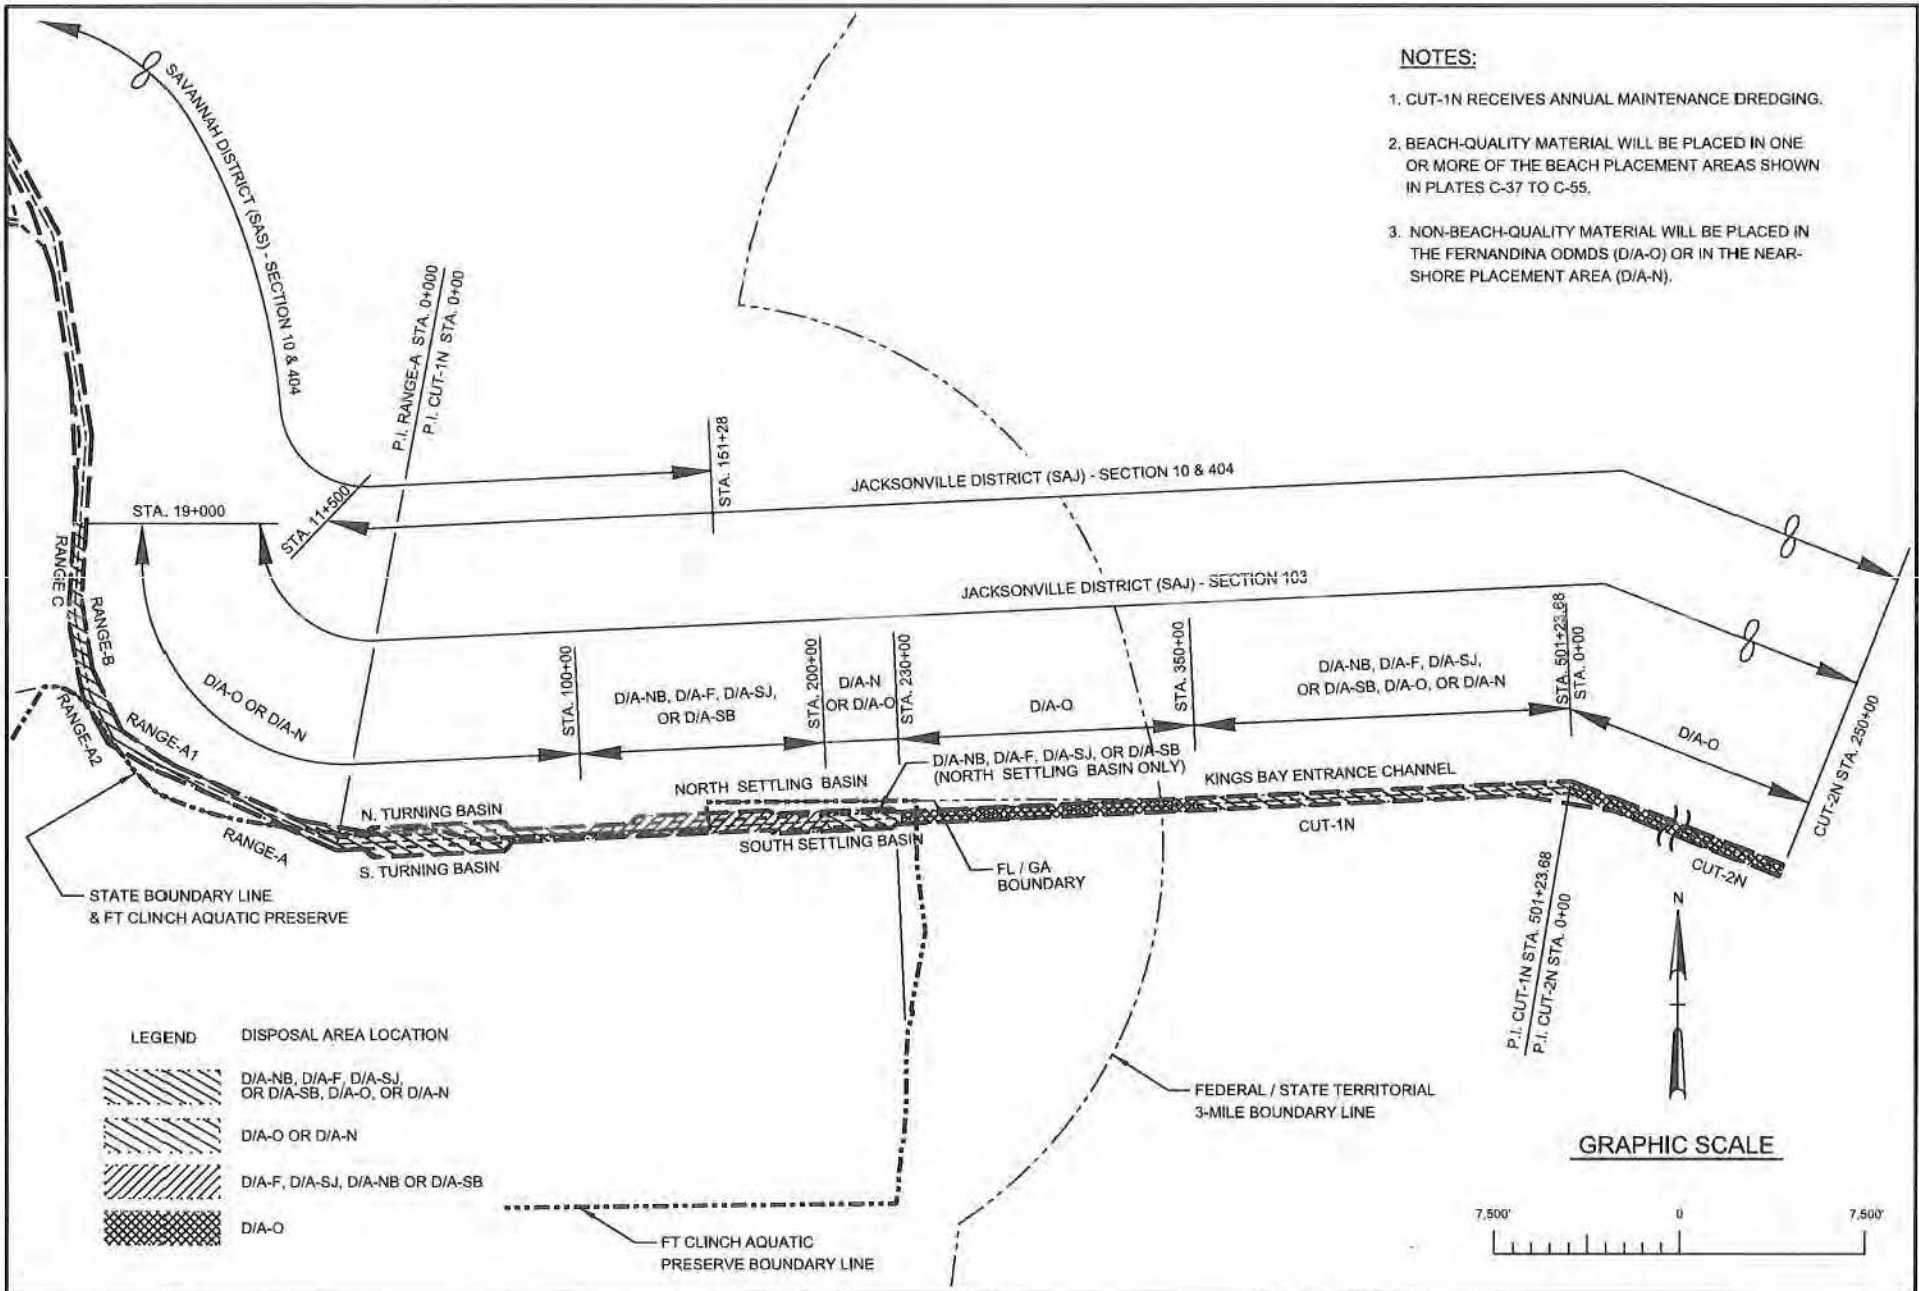 NOTES:
1. CUT-1N RECEIVES ANNUAL MAINTENANCE DREDGING.
2. BEACH-QUALITY MATERIAL WILL BE PLACED IN ONE
OR MORE OF THE BEACH PLACEMENT AREAS SHOWN
IN PLATES C-37 TO C-55.
3. NON-BEACH-QUALITY MATERIAL WILL BE PLACED IN
THE FERNANDINA ODMDS (D/A-O) OR IN THE NEAR-
SHORE PLACEMENT AREA (D/A-N).
SAVANNAH DISTRICT (SAS) - SECTION 10 & 404
P.I. RANGE-A STA. 0+000
P.I. CUT-1N STA. 0+00
STA. 151+28
JACKSONVILLE DISTRICT (SAJ) - SECTION 10 & 404
STA. 19+000
STA. 11+500
JACKSONVILLE DISTRICT (SAJ) - SECTION 103
RANGE C
RANGE-B
D/A-O OR D/A-N
STA. 100+00
D/A-NB, D/A-F, D/A-SJ,
OR D/A-SB
STA. 200+00
D/A-N
OR D/A-O
STA. 230+00
D/A-O
STA. 350+00
D/A-NB, D/A-F, D/A-SJ,
OR D/A-SB, D/A-O, OR D/A-N
STA. 501+23.68
STA. 0+00
D/A-O
CUT-2N STA. 250+00
RANGE-A2
RANGE-A1
RANGE-A
N. TURNING BASIN
S. TURNING BASIN
NORTH SETTLING BASIN
D/A-NB, D/A-F, D/A-SJ, OR D/A-SB
(NORTH SETTLING BASIN ONLY)
SOUTH SETTLING BASIN
KINGS BAY ENTRANCE CHANNEL
CUT-1N
CUT-2N
FL / GA
BOUNDARY
STATE BOUNDARY LINE
& FT CLINCH AQUATIC PRESERVE
P.I. CUT-1N STA. 501+23.68
P.I. CUT-2N STA. 0+00
N
LEGEND DISPOSAL AREA LOCATION
D/A-NB, D/A-F, D/A-SJ,
OR D/A-SB, D/A-O, OR D/A-N
D/A-O OR D/A-N
D/A-F, D/A-SJ, D/A-NB OR D/A-SB
D/A-O
FEDERAL / STATE TERRITORIAL
3-MILE BOUNDARY LINE
FT CLINCH AQUATIC
PRESERVE BOUNDARY LINE
GRAPHIC SCALE
7,500' 0 7,500'